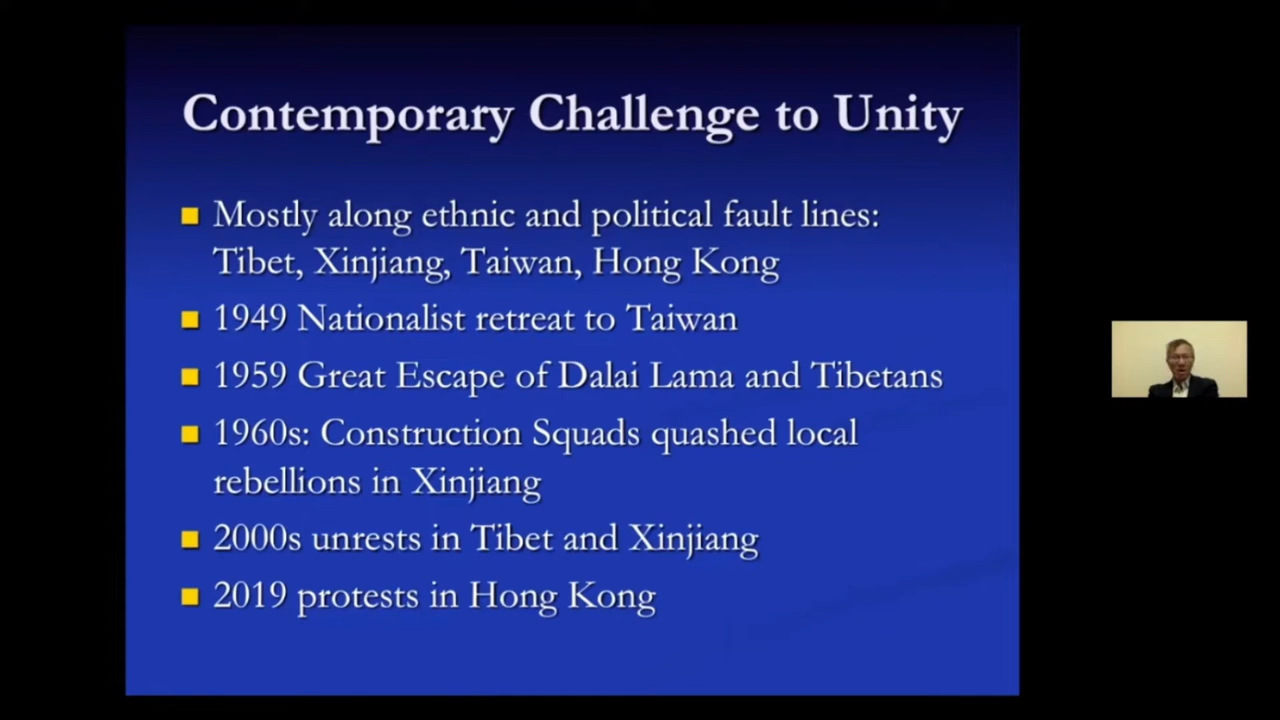 Contemporary Challenge to Unity
Mostly along ethnic and political fault lines:
Tibet, Xinjiang, Taiwan, Hong Kong
1949 Nationalist retreat to Taiwan
1959 Great Escape of Dalai Lama and Tibetans
1960s: Construction Squads quashed local
rebellions in Xinjiang
2000s unrests in Tibet and Xinjiang
2019 protests in Hong Kong